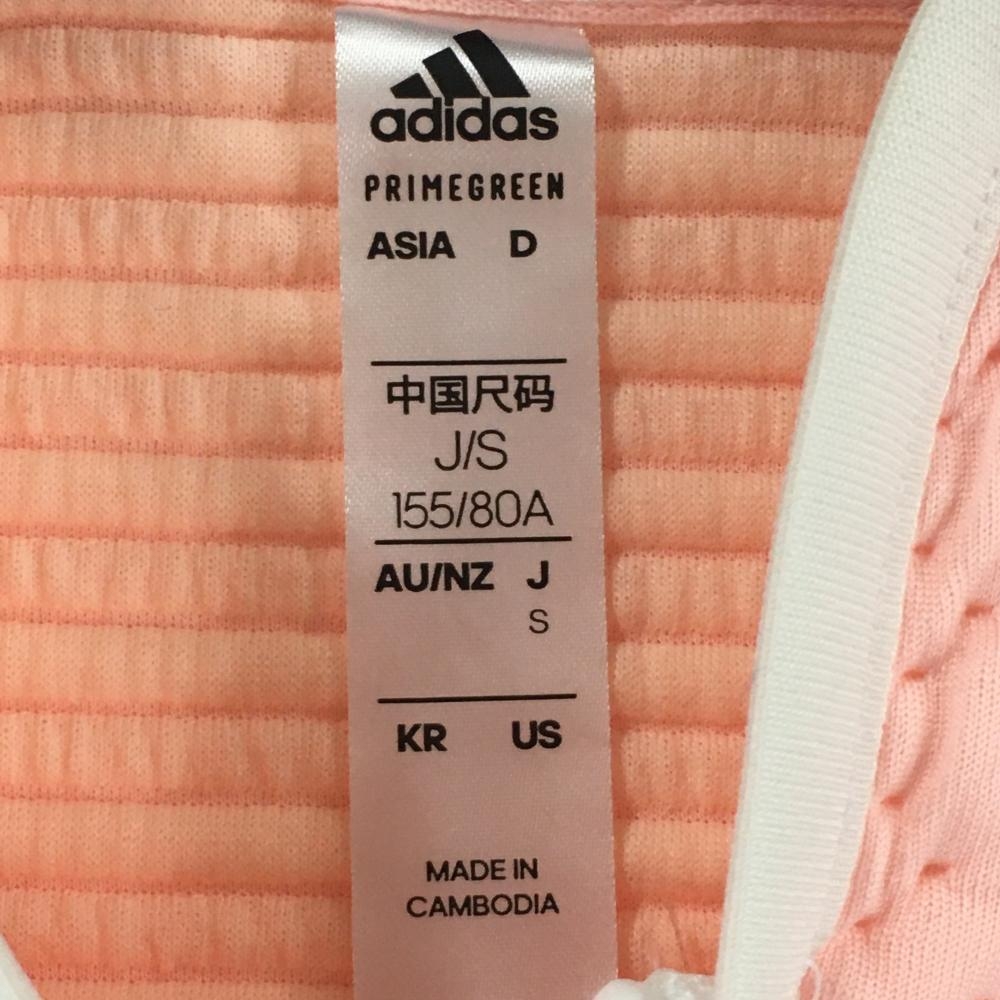 adidas
PRIMEGREEN
ASIA D
中国尺码
J/S
155/80A
AU/NZ J
S
KR US
MADE IN
CAMBODIA